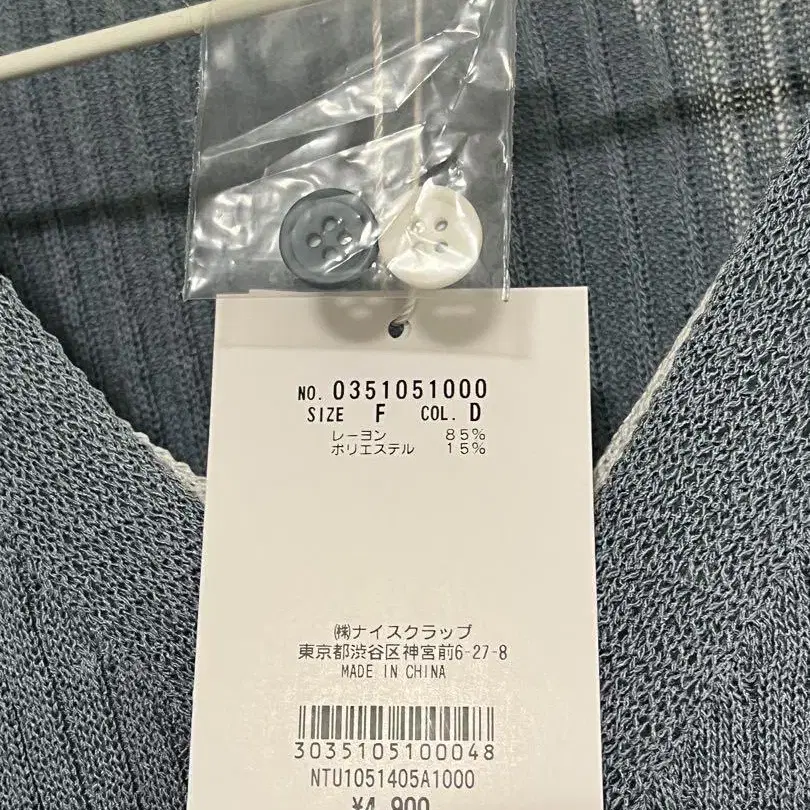 NO. 0351051000
SIZE F COL. D
レーヨン 85%
ポリエステル 15%
㈱ナイスクラップ
東京都渋谷区神宮前6-27-8
MADE IN CHINA
3035105100048
NTU1051405A1000
¥4,900